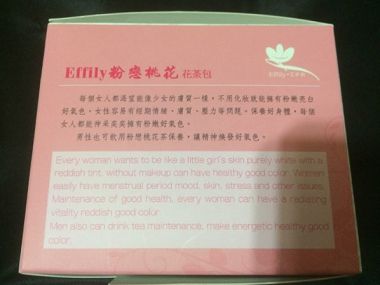 Effily粉戀桃花 花茶包
每個女人都渴望能像少女的膚質一樣，不用化妝就能擁有粉嫩亮白
好氣色。女性容易有經期情緒、膚質、壓力等問題。保養好身體，每個
女人都能神采奕奕擁有粉嫩好氣色。
男性也可飲用粉戀桃花茶保養，讓精神煥發好氣色。
Every woman wants to be like a little girl's skin purely white with a
reddish tint, without makeup can have healthy good color. Women
easily have menstrual period mood, skin, stress and other issues.
Maintenance of good health, every woman can have a radiating
vitality reddish good color
Men also can drink tea maintenance, make energetic healthy good
color.